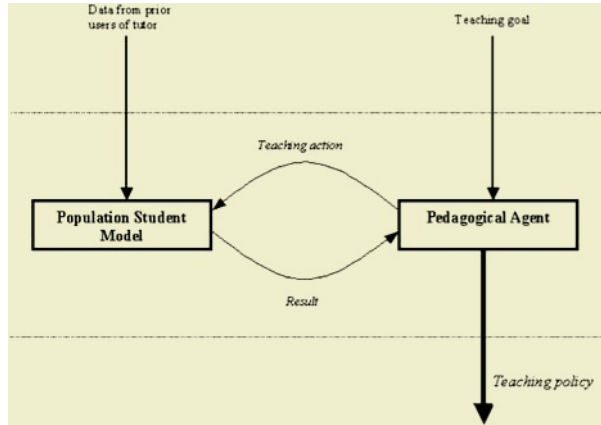 Data from prior
users of tutor
Teaching goal
Teaching action
Population Student
Model
Pedagogical Agent
Result
Teaching policy